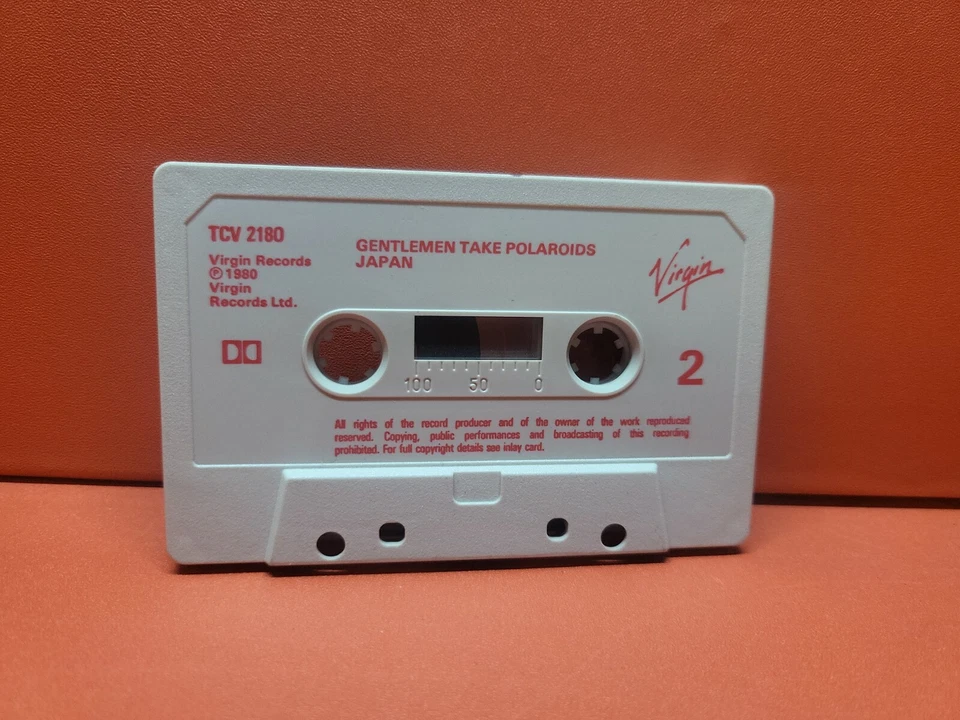 TCV 2180
Virgin Records
℗ 1980
Virgin
Records Ltd.
GENTLEMEN TAKE POLAROIDS
JAPAN
Virgin
100 50 0
2
All rights of the record producer and of the owner of the work reproduced
reserved. Copying, public performances and broadcasting of this recording
prohibited. For full copyright details see inlay card.